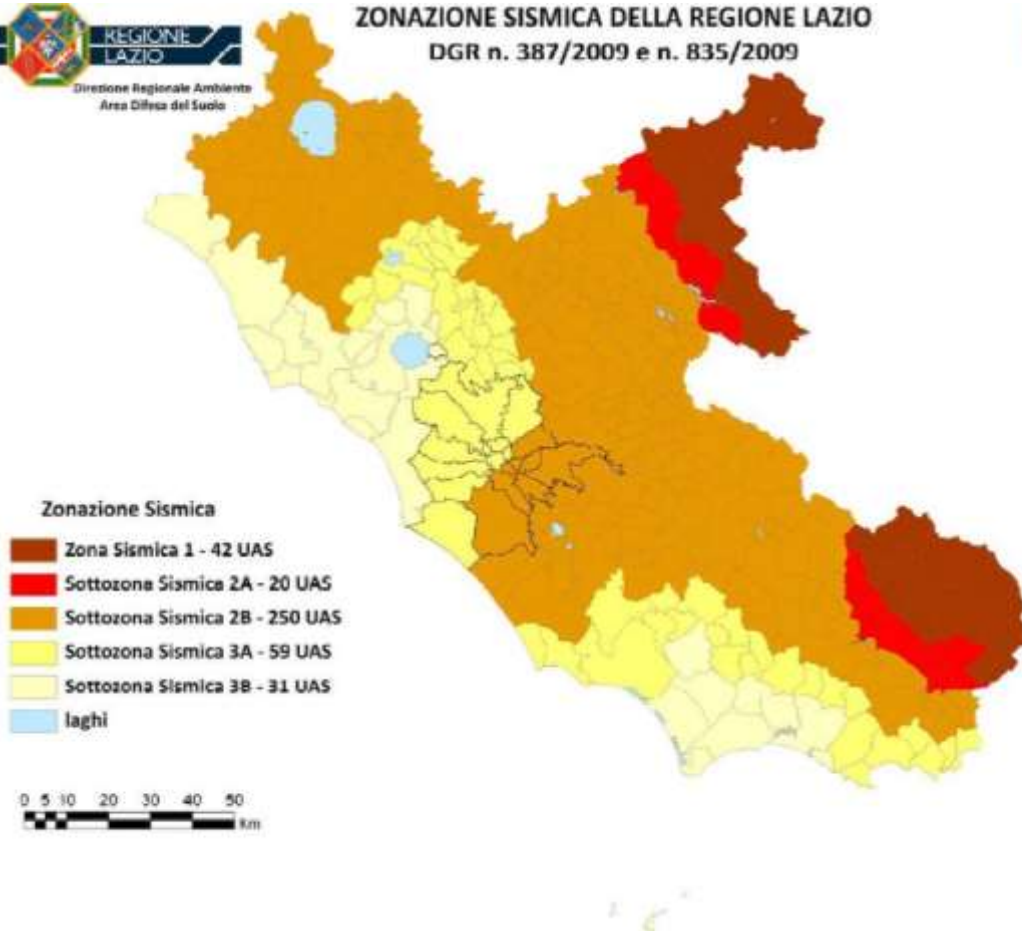 ZONAZIONE SISMICA DELLA REGIONE LAZIO
DGR n. 387/2009 e n. 835/2009
REGIONE
LAZIO
Direzione Regionale Ambiente
Area Difesa del Suolo
Zonazione Sismica
Zona Sismica 1 - 42 UAS
Sottozona Sismica 2A - 20 UAS
Sottozona Sismica 2B - 250 UAS
Sottozona Sismica 3A - 59 UAS
Sottozona Sismica 3B - 31 UAS
laghi
0 5 10 20 30 40 50
Km